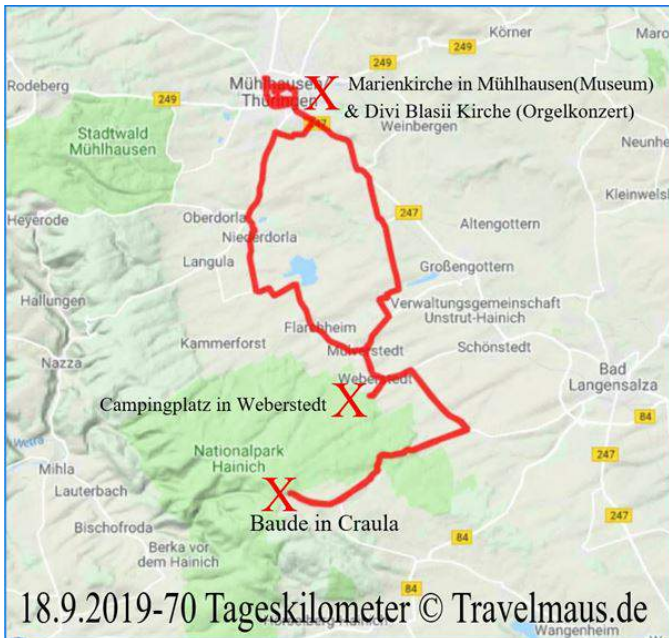 Körner
Maro
249
Rodeberg
Mühlhausen
Thüringen
X Marienkirche in Mühlhausen(Museum)
& Divi Blasii Kirche (Orgelkonzert)
249
247
Stadtwald
Mühlhausen
Weinbergen
Neunhe
Kleinwels
Heyerode
Oberdorla
247
Niederdorla
Altengottern
Langula
Großengottern
Hallungen
Verwaltungsgemeinschaft
Unstrut-Hainich
Flarchheim
Kammerforst
Mülverstedt
Schönstedt
Nazza
Weberstedt
Bad
Langensalza
Campingplatz in Weberstedt X
247
84
Nationalpark
Hainich
Mihla
Lauterbach
X
Baude in Craula
Bischofroda
84
247
Berka vor
dem Hainich
84
18.9.2019-70 Tageskilometer © Travelmaus.de
Wangenheim